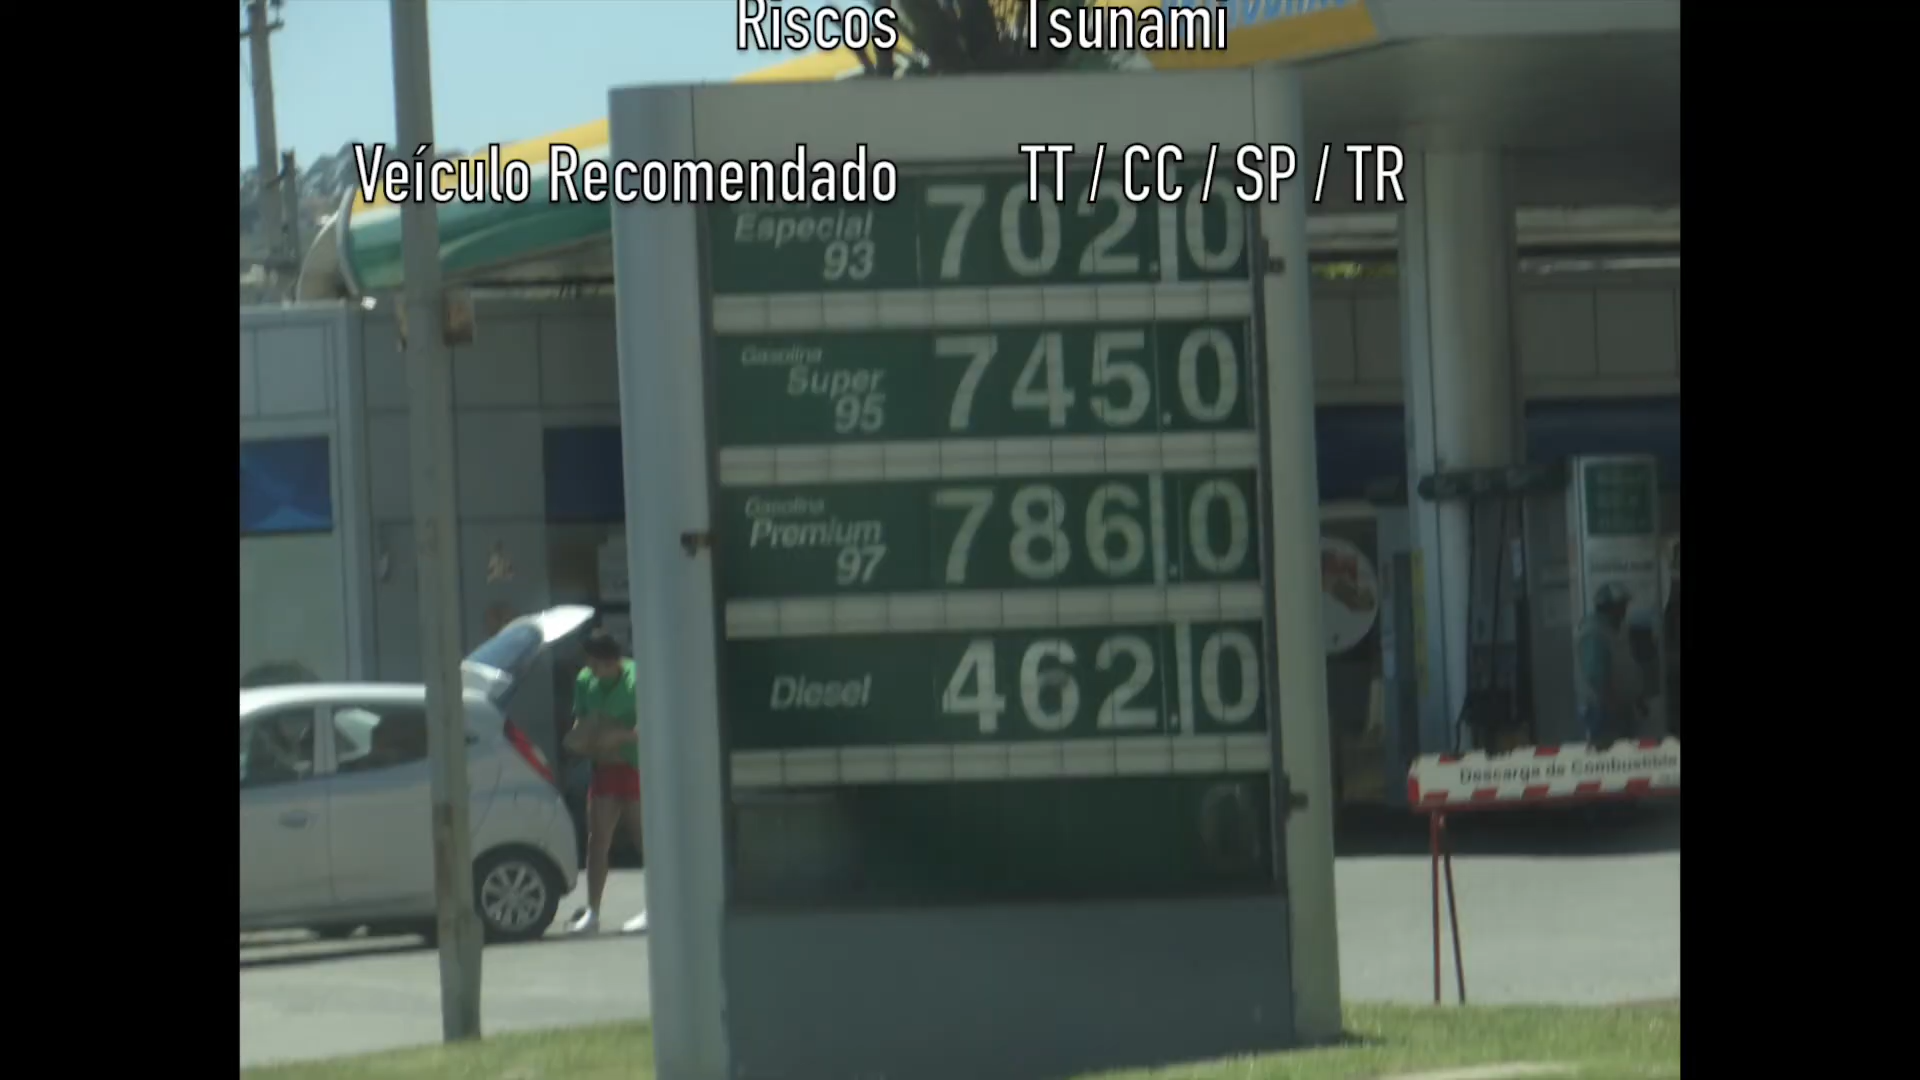 Riscos Tsunami
Veículo Recomendado TT / CC / SP / TR
Especial
93 702.0
Gasolina
Super
95 745.0
Gasolina
Premium
97 786.0
Diesel 462.0
Descarga de Combustible